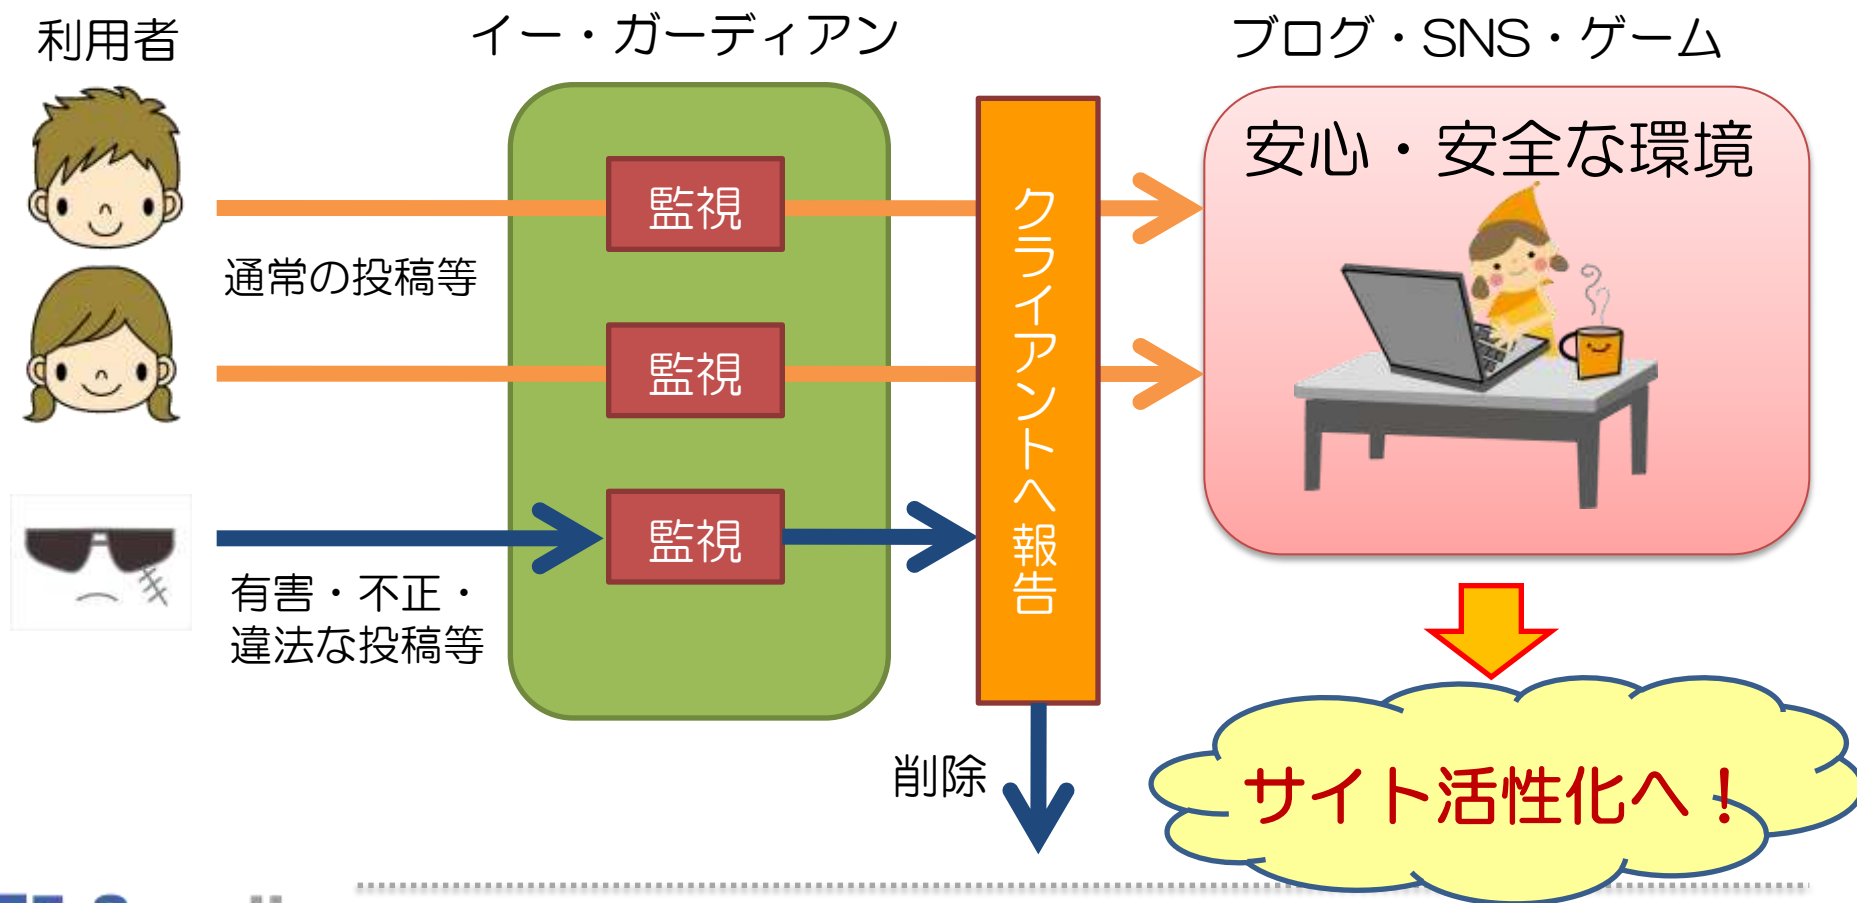 利用者
イー・ガーディアン
ブログ・SNS・ゲーム
安心・安全な環境
監視
通常の投稿等
監視
監視
有害・不正・
違法な投稿等
クライアントへ報告
削除
サイト活性化へ！